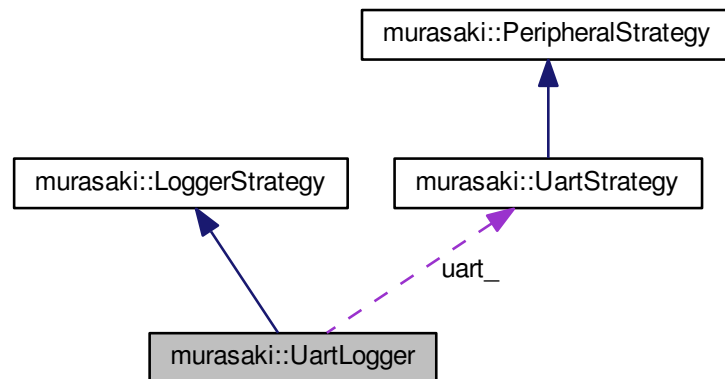 murasaki::PeripheralStrategy
murasaki::LoggerStrategy
murasaki::UartStrategy
uart_
murasaki::UartLogger